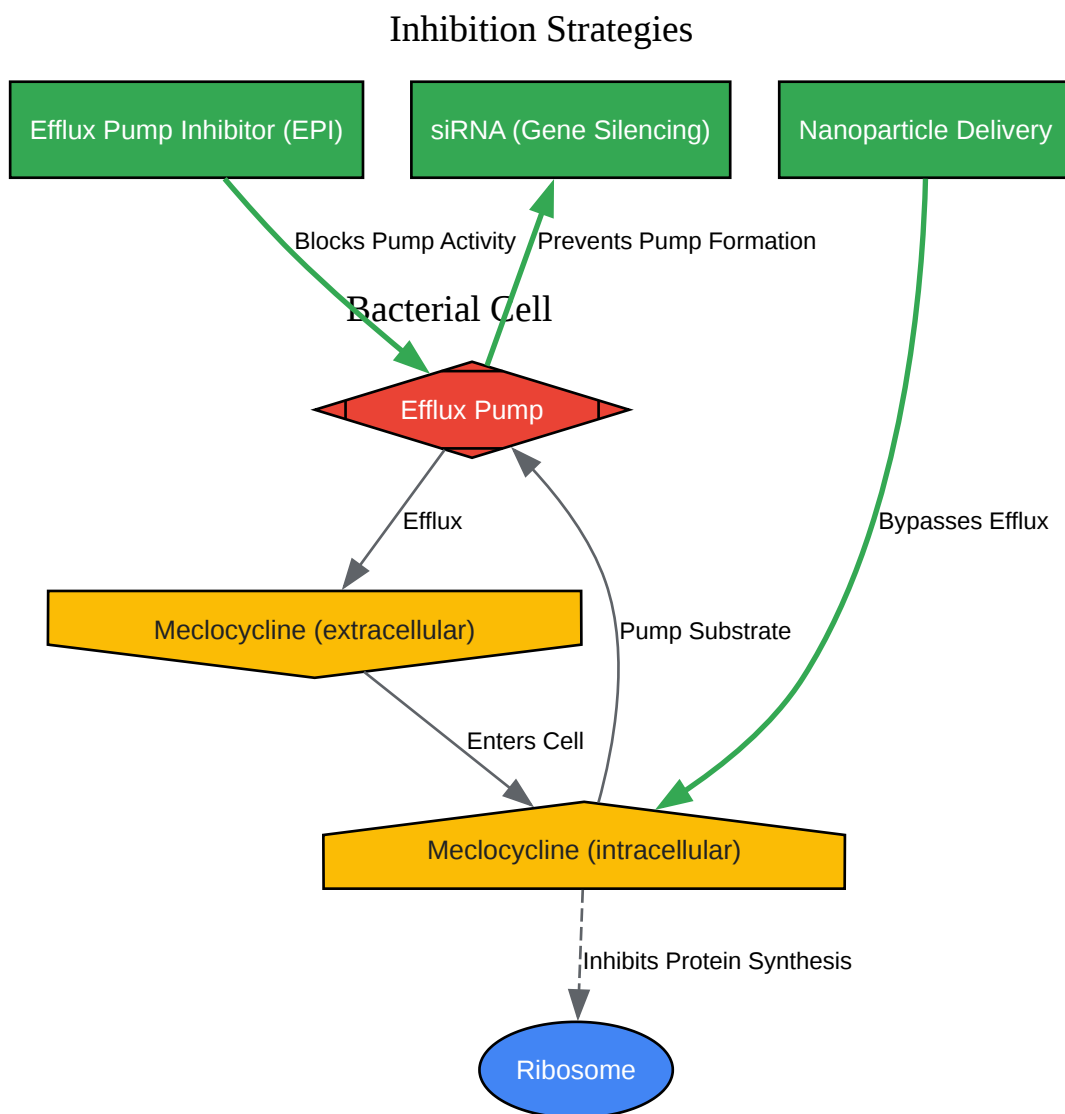 Inhibition Strategies
Efflux Pump Inhibitor (EPI)
siRNA (Gene Silencing)
Nanoparticle Delivery
Blocks Pump Activity
Prevents Pump Formation
Bacterial Cell
Efflux Pump
Efflux
Bypasses Efflux
Meclocycline (extracellular)
Pump Substrate
Enters Cell
Meclocycline (intracellular)
Inhibits Protein Synthesis
Ribosome